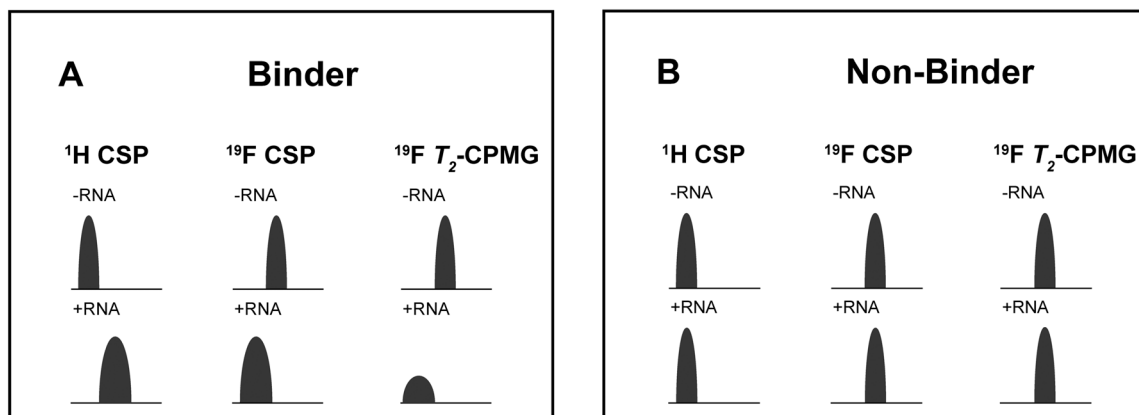 A Binder
¹H CSP ¹⁹F CSP ¹⁹F T₂-CPMG
-RNA -RNA -RNA
+RNA +RNA +RNA
B Non-Binder
¹H CSP ¹⁹F CSP ¹⁹F T₂-CPMG
-RNA -RNA -RNA
+RNA +RNA +RNA